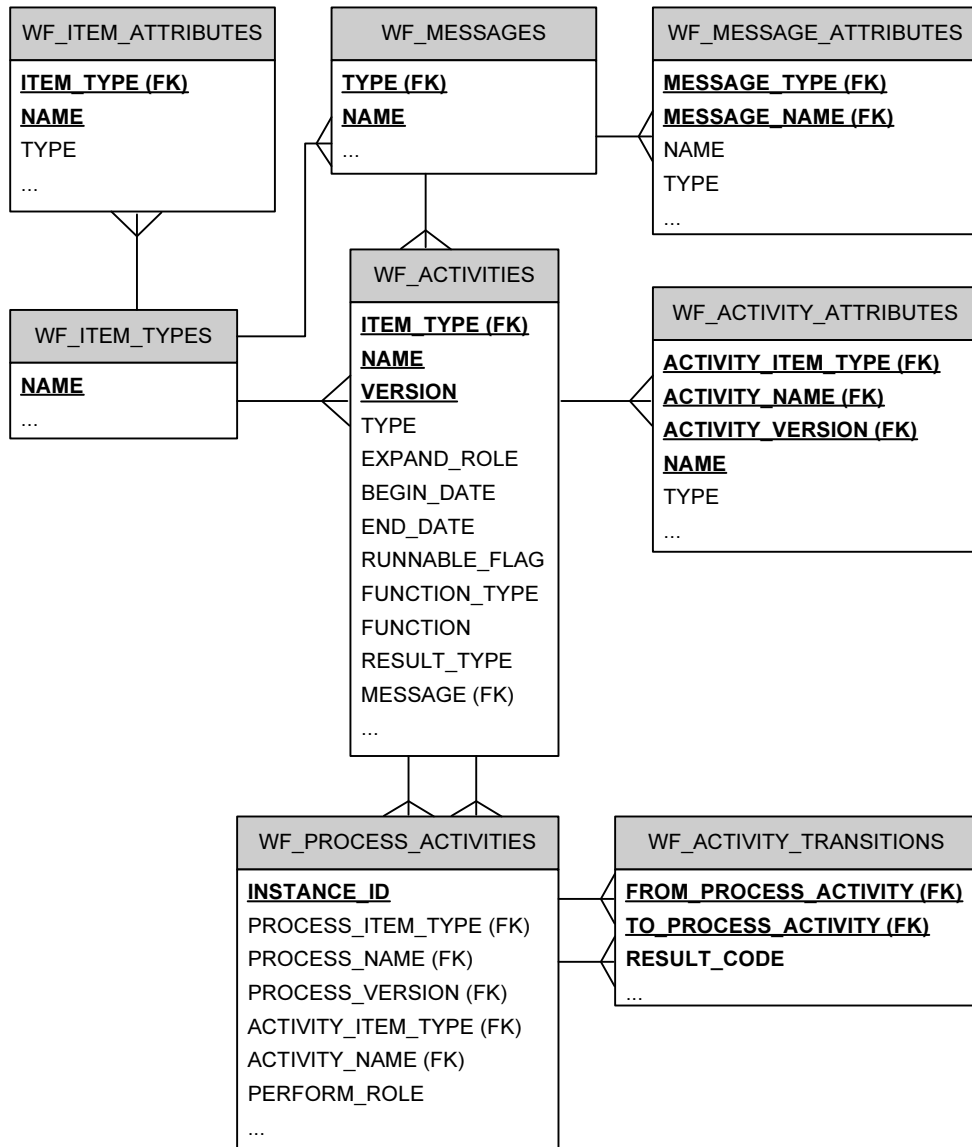 WF_ITEM_ATTRIBUTES
ITEM_TYPE (FK)
NAME
TYPE
...
WF_MESSAGES
TYPE (FK)
NAME
...
WF_MESSAGE_ATTRIBUTES
MESSAGE_TYPE (FK)
MESSAGE_NAME (FK)
NAME
TYPE
...
WF_ITEM_TYPES
NAME
...
WF_ACTIVITIES
ITEM_TYPE (FK)
NAME
VERSION
TYPE
EXPAND_ROLE
BEGIN_DATE
END_DATE
RUNNABLE_FLAG
FUNCTION_TYPE
FUNCTION
RESULT_TYPE
MESSAGE (FK)
...
WF_ACTIVITY_ATTRIBUTES
ACTIVITY_ITEM_TYPE (FK)
ACTIVITY_NAME (FK)
ACTIVITY_VERSION (FK)
NAME
TYPE
...
WF_PROCESS_ACTIVITIES
INSTANCE_ID
PROCESS_ITEM_TYPE (FK)
PROCESS_NAME (FK)
PROCESS_VERSION (FK)
ACTIVITY_ITEM_TYPE (FK)
ACTIVITY_NAME (FK)
PERFORM_ROLE
...
WF_ACTIVITY_TRANSITIONS
FROM_PROCESS_ACTIVITY (FK)
TO_PROCESS_ACTIVITY (FK)
RESULT_CODE
...